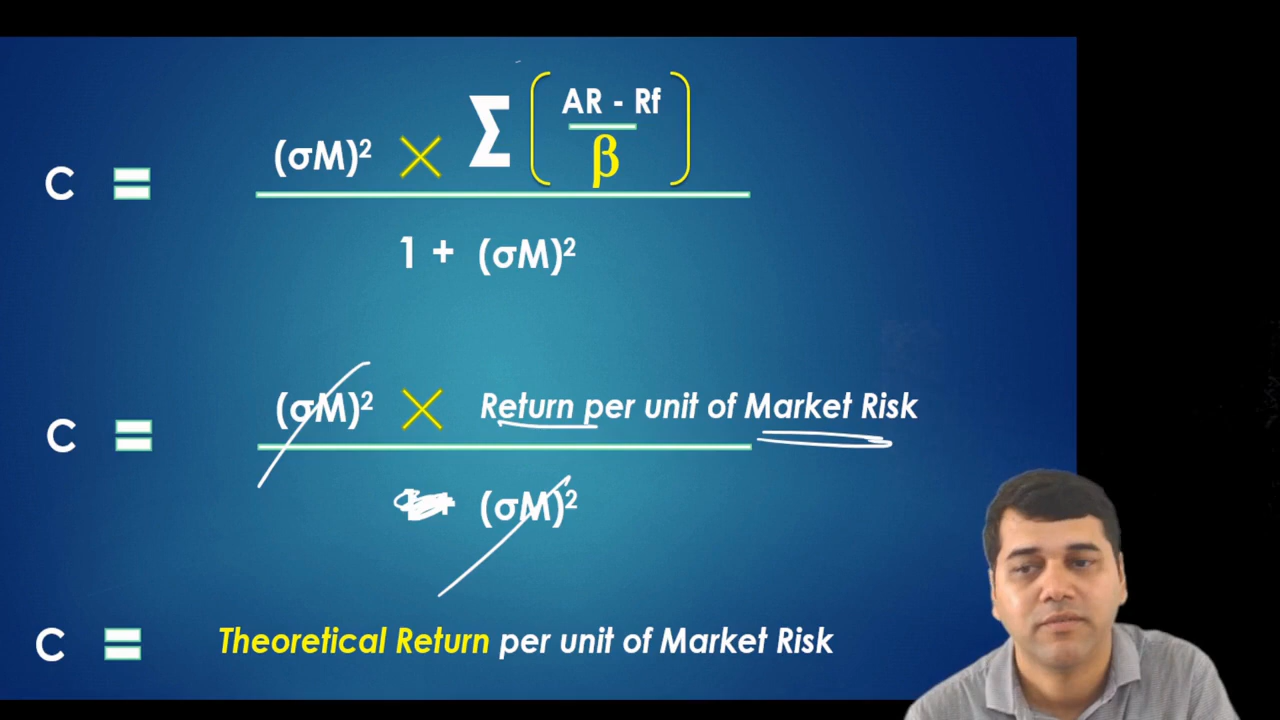 C = (σM)² × Σ ( AR - Rf / β )
1 + (σM)²
C = (σM)² × Return per unit of Market Risk
(σM)²
C = Theoretical Return per unit of Market Risk